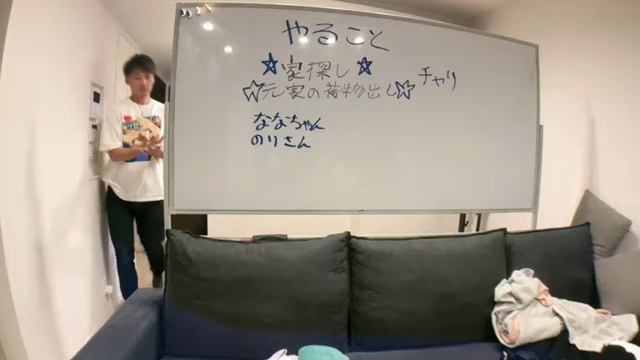 やること
☆家探し☆
☆元家の荷物出し☆ チャリ
ななちゃん
のりさん